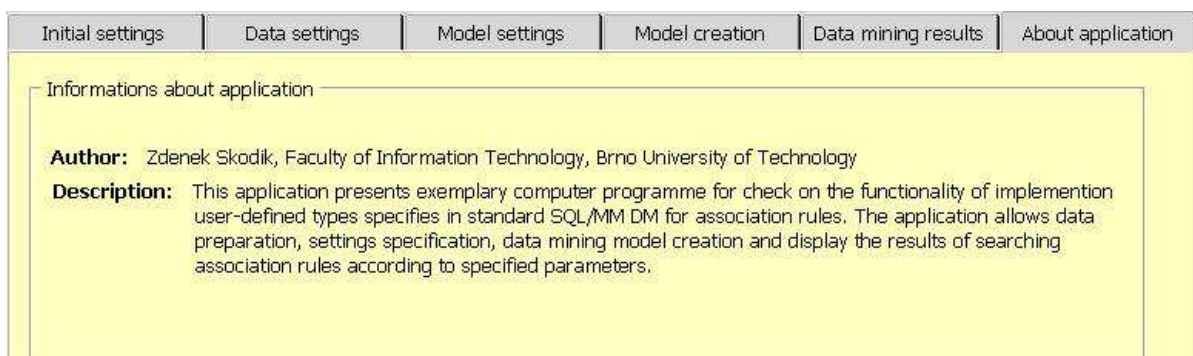 Initial settings Data settings Model settings Model creation Data mining results About application
Informations about application
Author: Zdenek Skodik, Faculty of Information Technology, Brno University of Technology
Description: This application presents exemplary computer programme for check on the functionality of implemention
user-defined types specifies in standard SQL/MM DM for association rules. The application allows data
preparation, settings specification, data mining model creation and display the results of searching
association rules according to specified parameters.